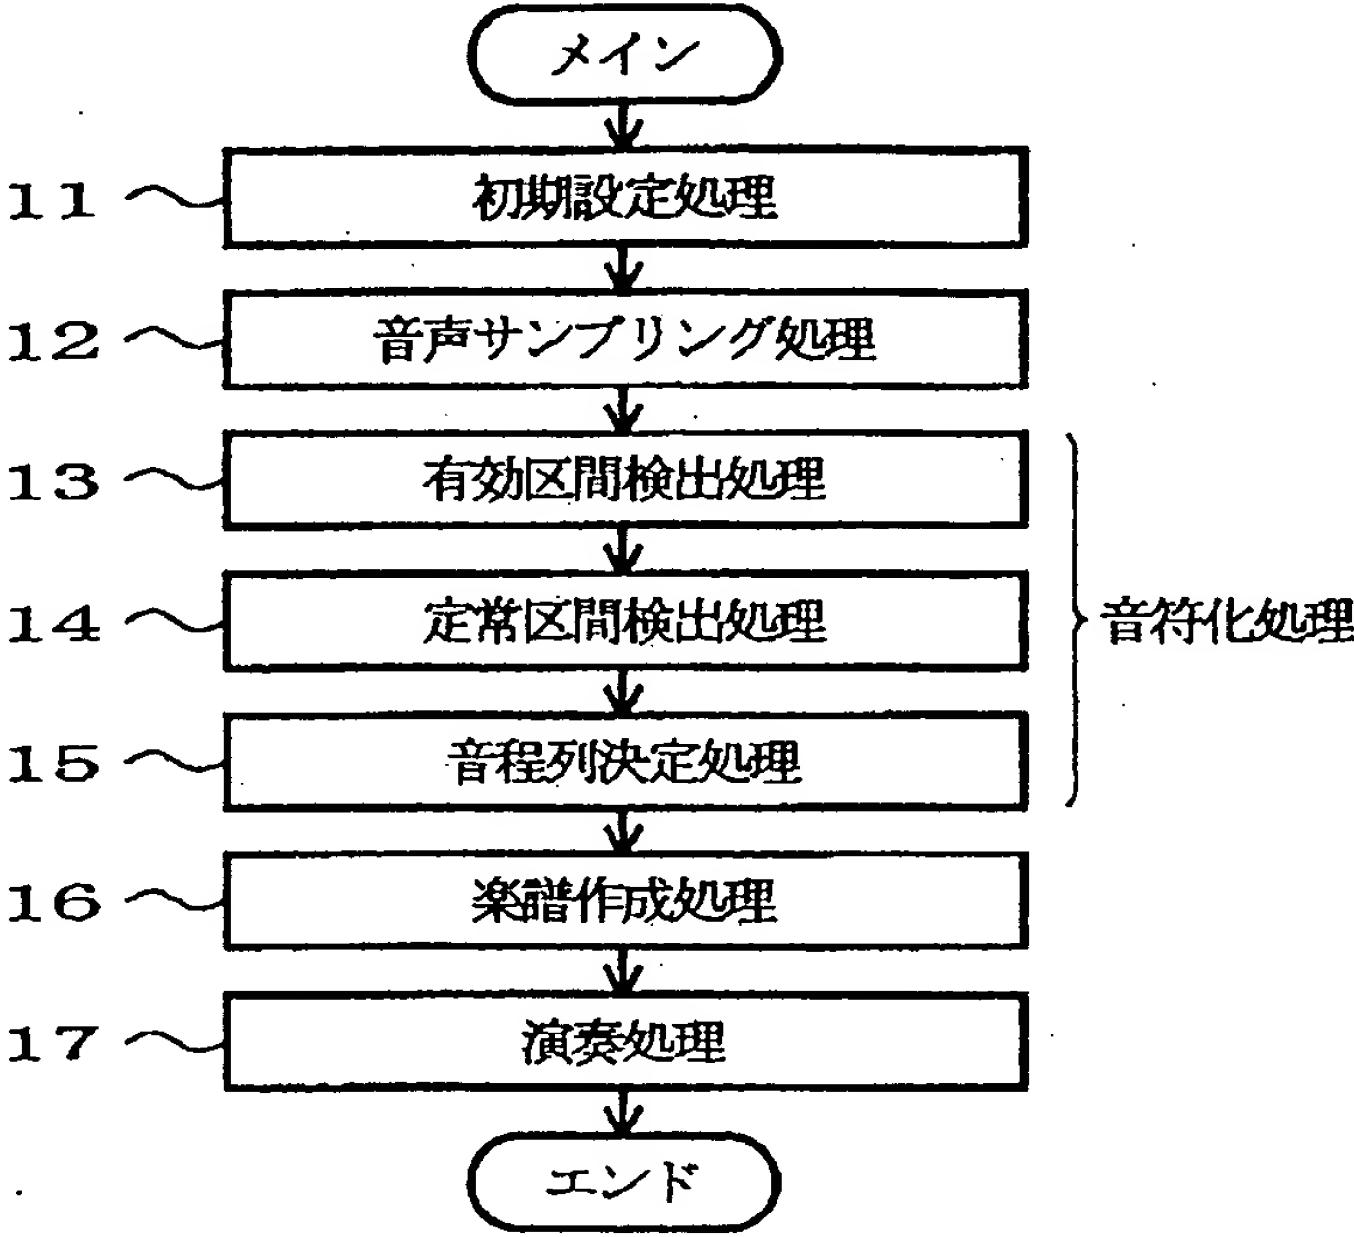 メイン
11 初期設定処理
12 音声サンプリング処理
13 有効区間検出処理
14 定常区間検出処理
音符化処理
15 音程列決定処理
16 楽譜作成処理
17 演奏処理
エンド